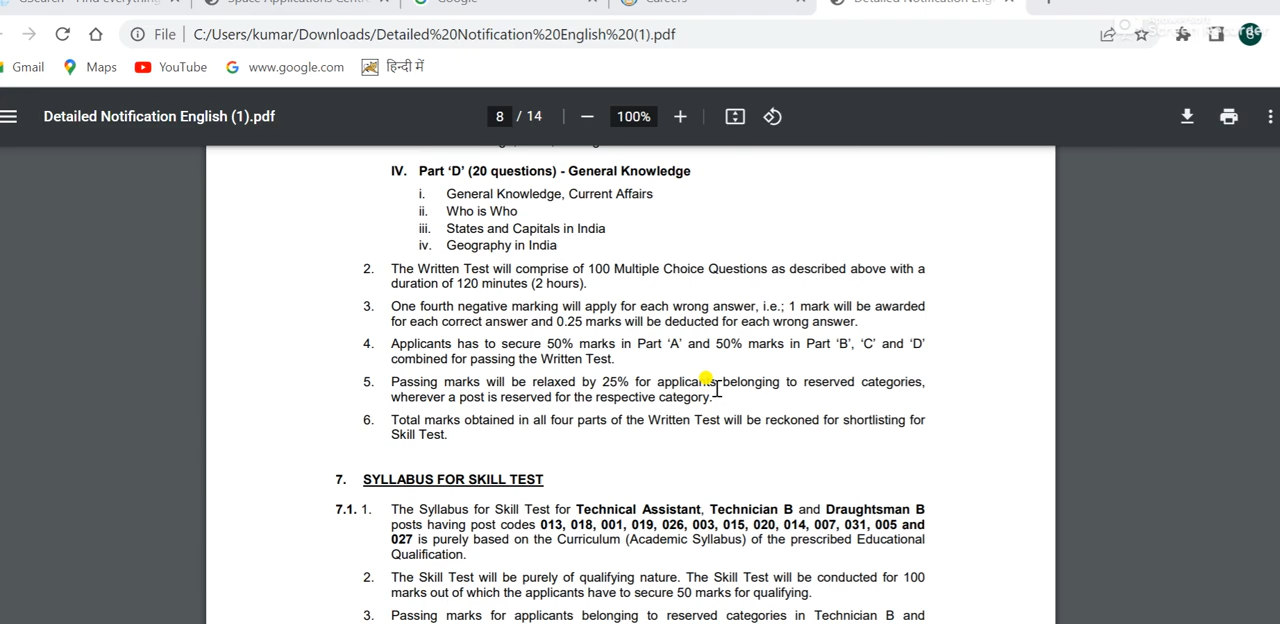 Search - Find everything
Space Applications Centre
Google
Careers
Detailed Notification Eng
File C:/Users/kumar/Downloads/Detailed%20Notification%20English%20(1).pdf
Gmail Maps YouTube www.google.com हिन्दी में
Detailed Notification English (1).pdf 8 / 14 100%
IV. Part ‘D’ (20 questions) - General Knowledge
i. General Knowledge, Current Affairs
ii. Who is Who
iii. States and Capitals in India
iv. Geography in India
2. The Written Test will comprise of 100 Multiple Choice Questions as described above with a
duration of 120 minutes (2 hours).
3. One fourth negative marking will apply for each wrong answer, i.e.; 1 mark will be awarded
for each correct answer and 0.25 marks will be deducted for each wrong answer.
4. Applicants has to secure 50% marks in Part ‘A’ and 50% marks in Part ‘B’, ‘C’ and ‘D’
combined for passing the Written Test.
5. Passing marks will be relaxed by 25% for applicants belonging to reserved categories,
wherever a post is reserved for the respective category.
6. Total marks obtained in all four parts of the Written Test will be reckoned for shortlisting for
Skill Test.
7. SYLLABUS FOR SKILL TEST
7.1. 1. The Syllabus for Skill Test for Technical Assistant, Technician B and Draughtsman B
posts having post codes 013, 018, 001, 019, 026, 003, 015, 020, 014, 007, 031, 005 and
027 is purely based on the Curriculum (Academic Syllabus) of the prescribed Educational
Qualification.
2. The Skill Test will be purely of qualifying nature. The Skill Test will be conducted for 100
marks out of which the applicants have to secure 50 marks for qualifying.
3. Passing marks for applicants belonging to reserved categories in Technician B and